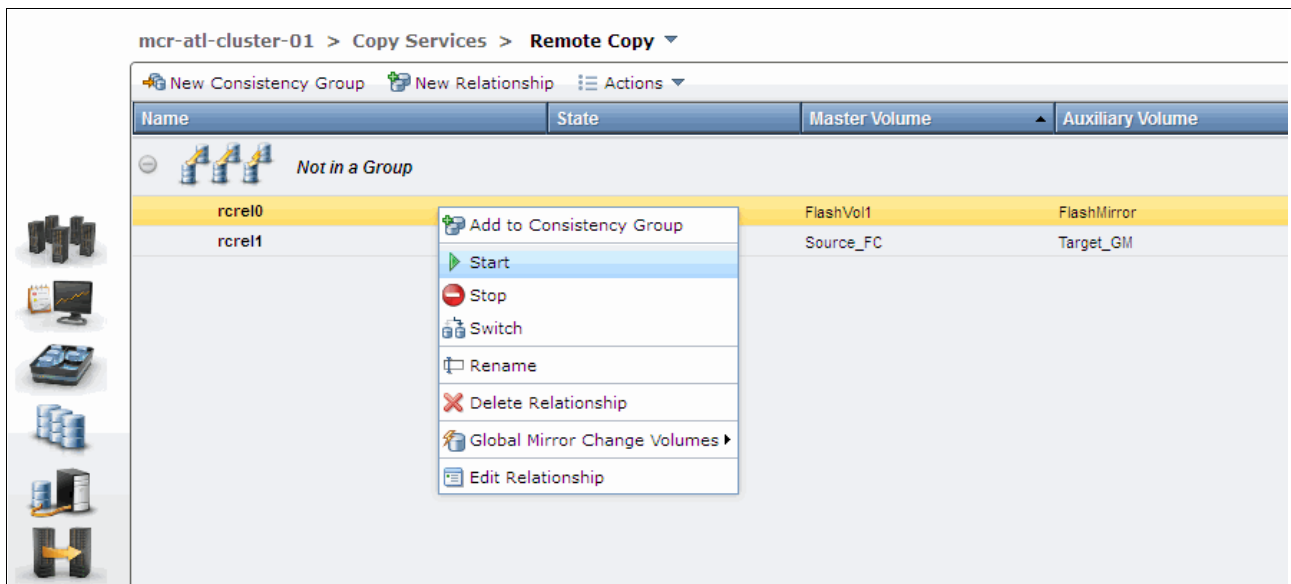 mcr-atl-cluster-01 > Copy Services > Remote Copy
New Consistency Group New Relationship Actions
Name State Master Volume Auxiliary Volume
Not in a Group
rcrel0 FlashVol1 FlashMirror
rcrel1 Source_FC Target_GM
Add to Consistency Group
Start
Stop
Switch
Rename
Delete Relationship
Global Mirror Change Volumes
Edit Relationship